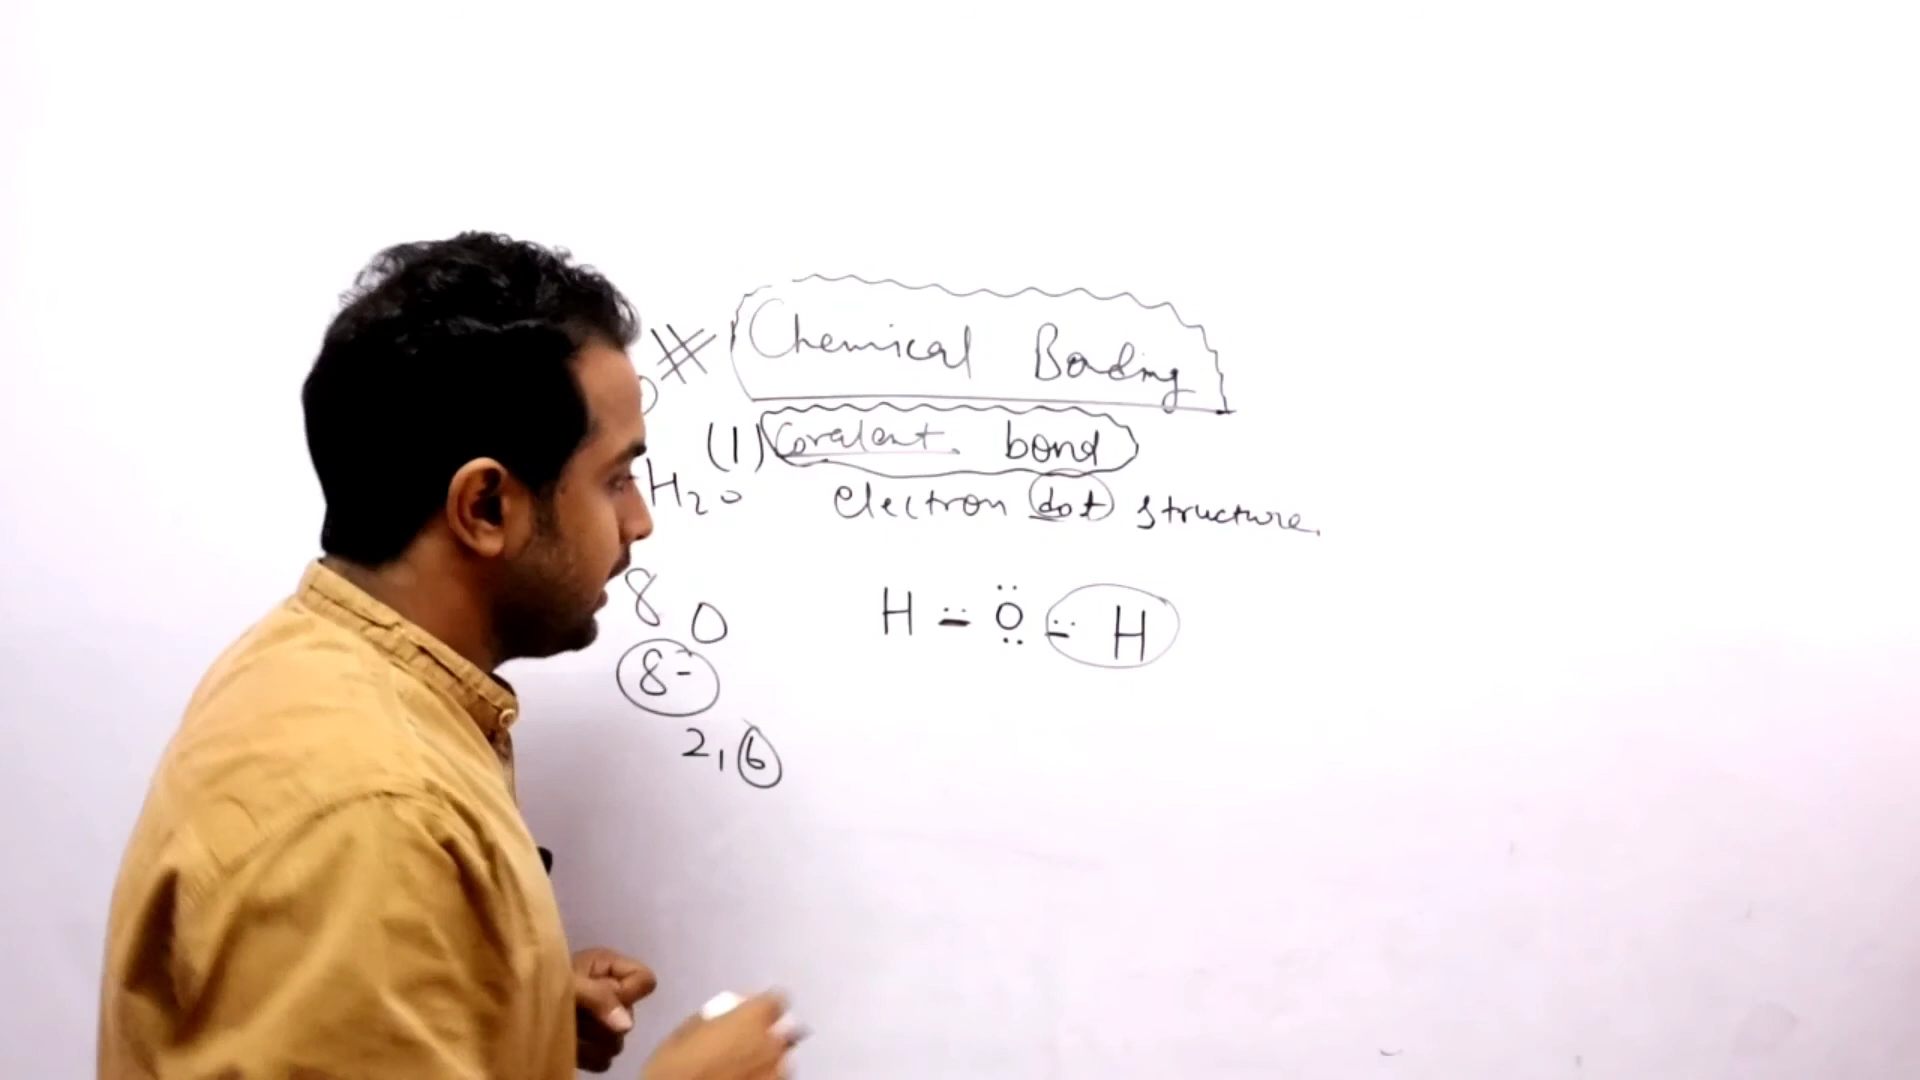 # Chemical Bonding
(1) Covalent bond
H2O electron dot structure.
8 O
H - O - H
8-
2, 6